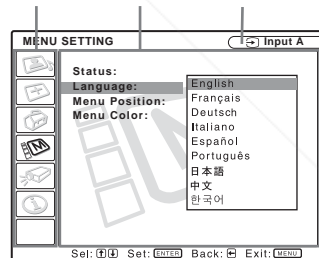 MENU SETTING
Input A
Status:
Language:
Menu Position:
Menu Color:
English
Français
Deutsch
Italiano
Español
Português
日本語
中文
한국어
Sel: Set: ENTER Back: Exit: MENU